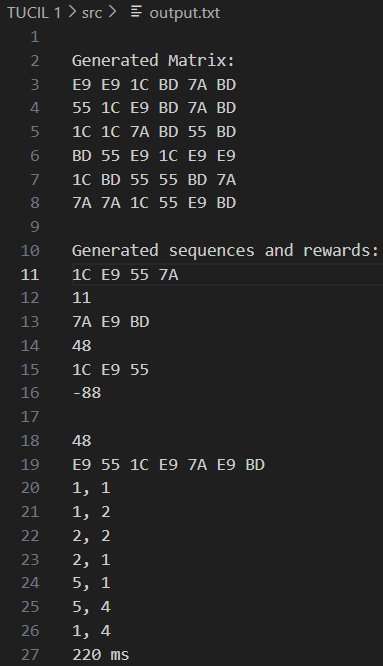 TUCIL 1 > src > output.txt
1
2 Generated Matrix:
3 E9 E9 1C BD 7A BD
4 55 1C E9 BD 7A BD
5 1C 1C 7A BD 55 BD
6 BD 55 E9 1C E9 E9
7 1C BD 55 55 BD 7A
8 7A 7A 1C 55 E9 BD
9
10 Generated sequences and rewards:
11 1C E9 55 7A
12 11
13 7A E9 BD
14 48
15 1C E9 55
16 -88
17
18 48
19 E9 55 1C E9 7A E9 BD
20 1, 1
21 1, 2
22 2, 2
23 2, 1
24 5, 1
25 5, 4
26 1, 4
27 220 ms